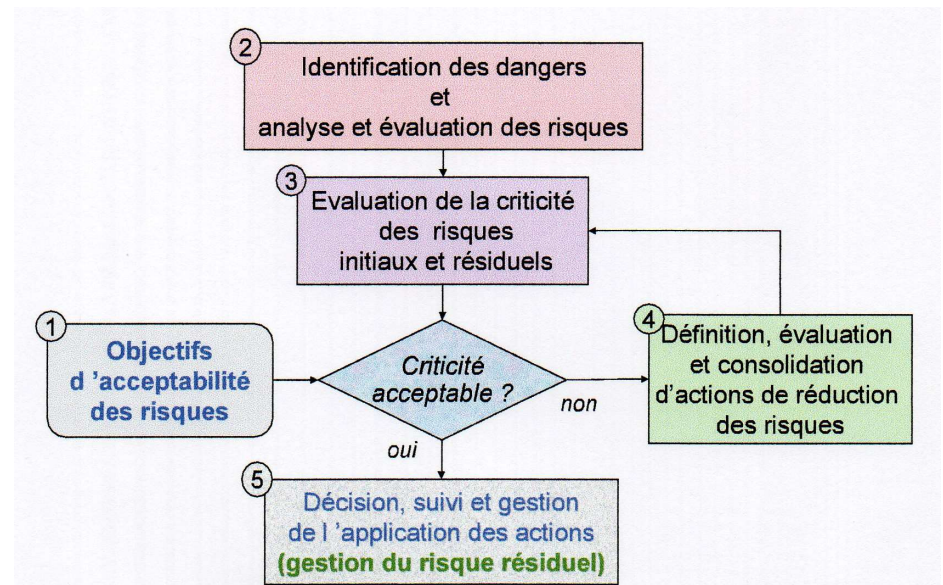 2
Identification des dangers
et
analyse et évaluation des risques
3
Evaluation de la criticité
des risques
initiaux et résiduels
1
Objectifs
d ’acceptabilité
des risques
Criticité
acceptable ?
non
4
Définition, évaluation
et consolidation
d’actions de réduction
des risques
oui
5
Décision, suivi et gestion
de l ’application des actions
(gestion du risque résiduel)